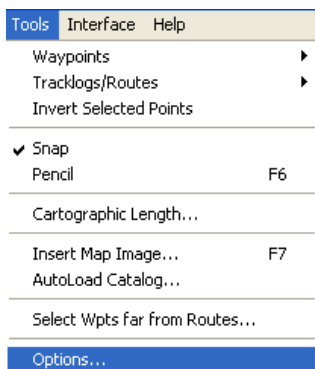 Tools Interface Help
Waypoints
Tracklogs/Routes
Invert Selected Points
Snap
Pencil F6
Cartographic Length...
Insert Map Image... F7
AutoLoad Catalog...
Select Wpts far from Routes...
Options...